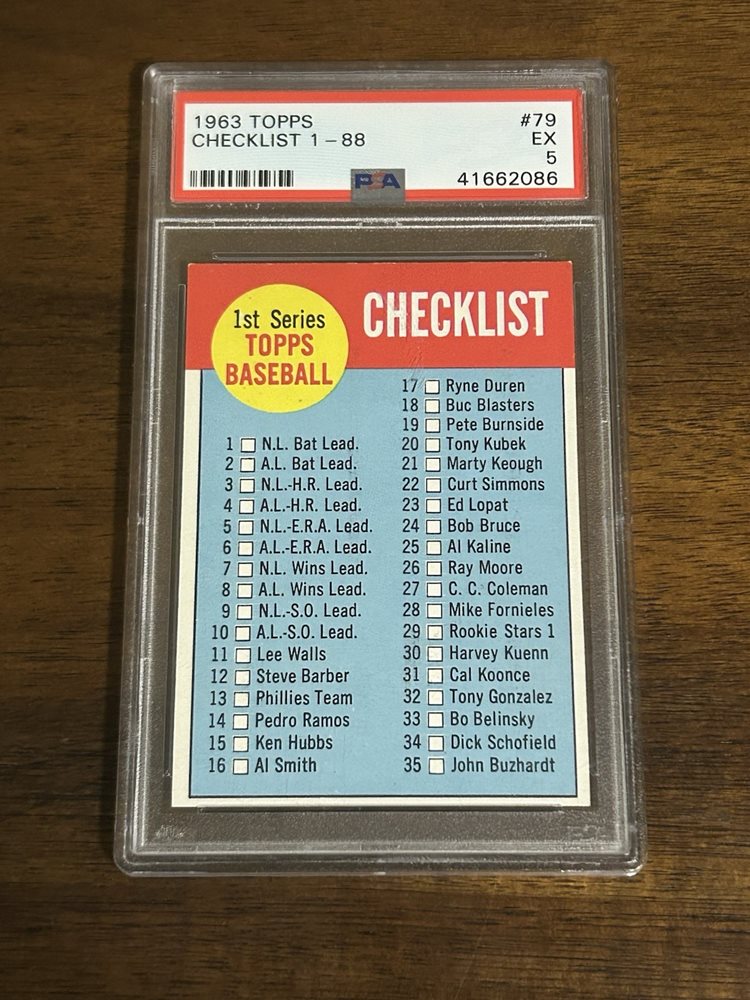 1963 TOPPS #79
CHECKLIST 1 – 88 EX
5
PSA 41662086
1st Series
TOPPS
BASEBALL
CHECKLIST
1 N.L. Bat Lead.
2 A.L. Bat Lead.
3 N.L.-H.R. Lead.
4 A.L.-H.R. Lead.
5 N.L.-E.R.A. Lead.
6 A.L.-E.R.A. Lead.
7 N.L. Wins Lead.
8 A.L. Wins Lead.
9 N.L.-S.O. Lead.
10 A.L.-S.O. Lead.
11 Lee Walls
12 Steve Barber
13 Phillies Team
14 Pedro Ramos
15 Ken Hubbs
16 Al Smith
17 Ryne Duren
18 Buc Blasters
19 Pete Burnside
20 Tony Kubek
21 Marty Keough
22 Curt Simmons
23 Ed Lopat
24 Bob Bruce
25 Al Kaline
26 Ray Moore
27 C. C. Coleman
28 Mike Fornieles
29 Rookie Stars 1
30 Harvey Kuenn
31 Cal Koonce
32 Tony Gonzalez
33 Bo Belinsky
34 Dick Schofield
35 John Buzhardt